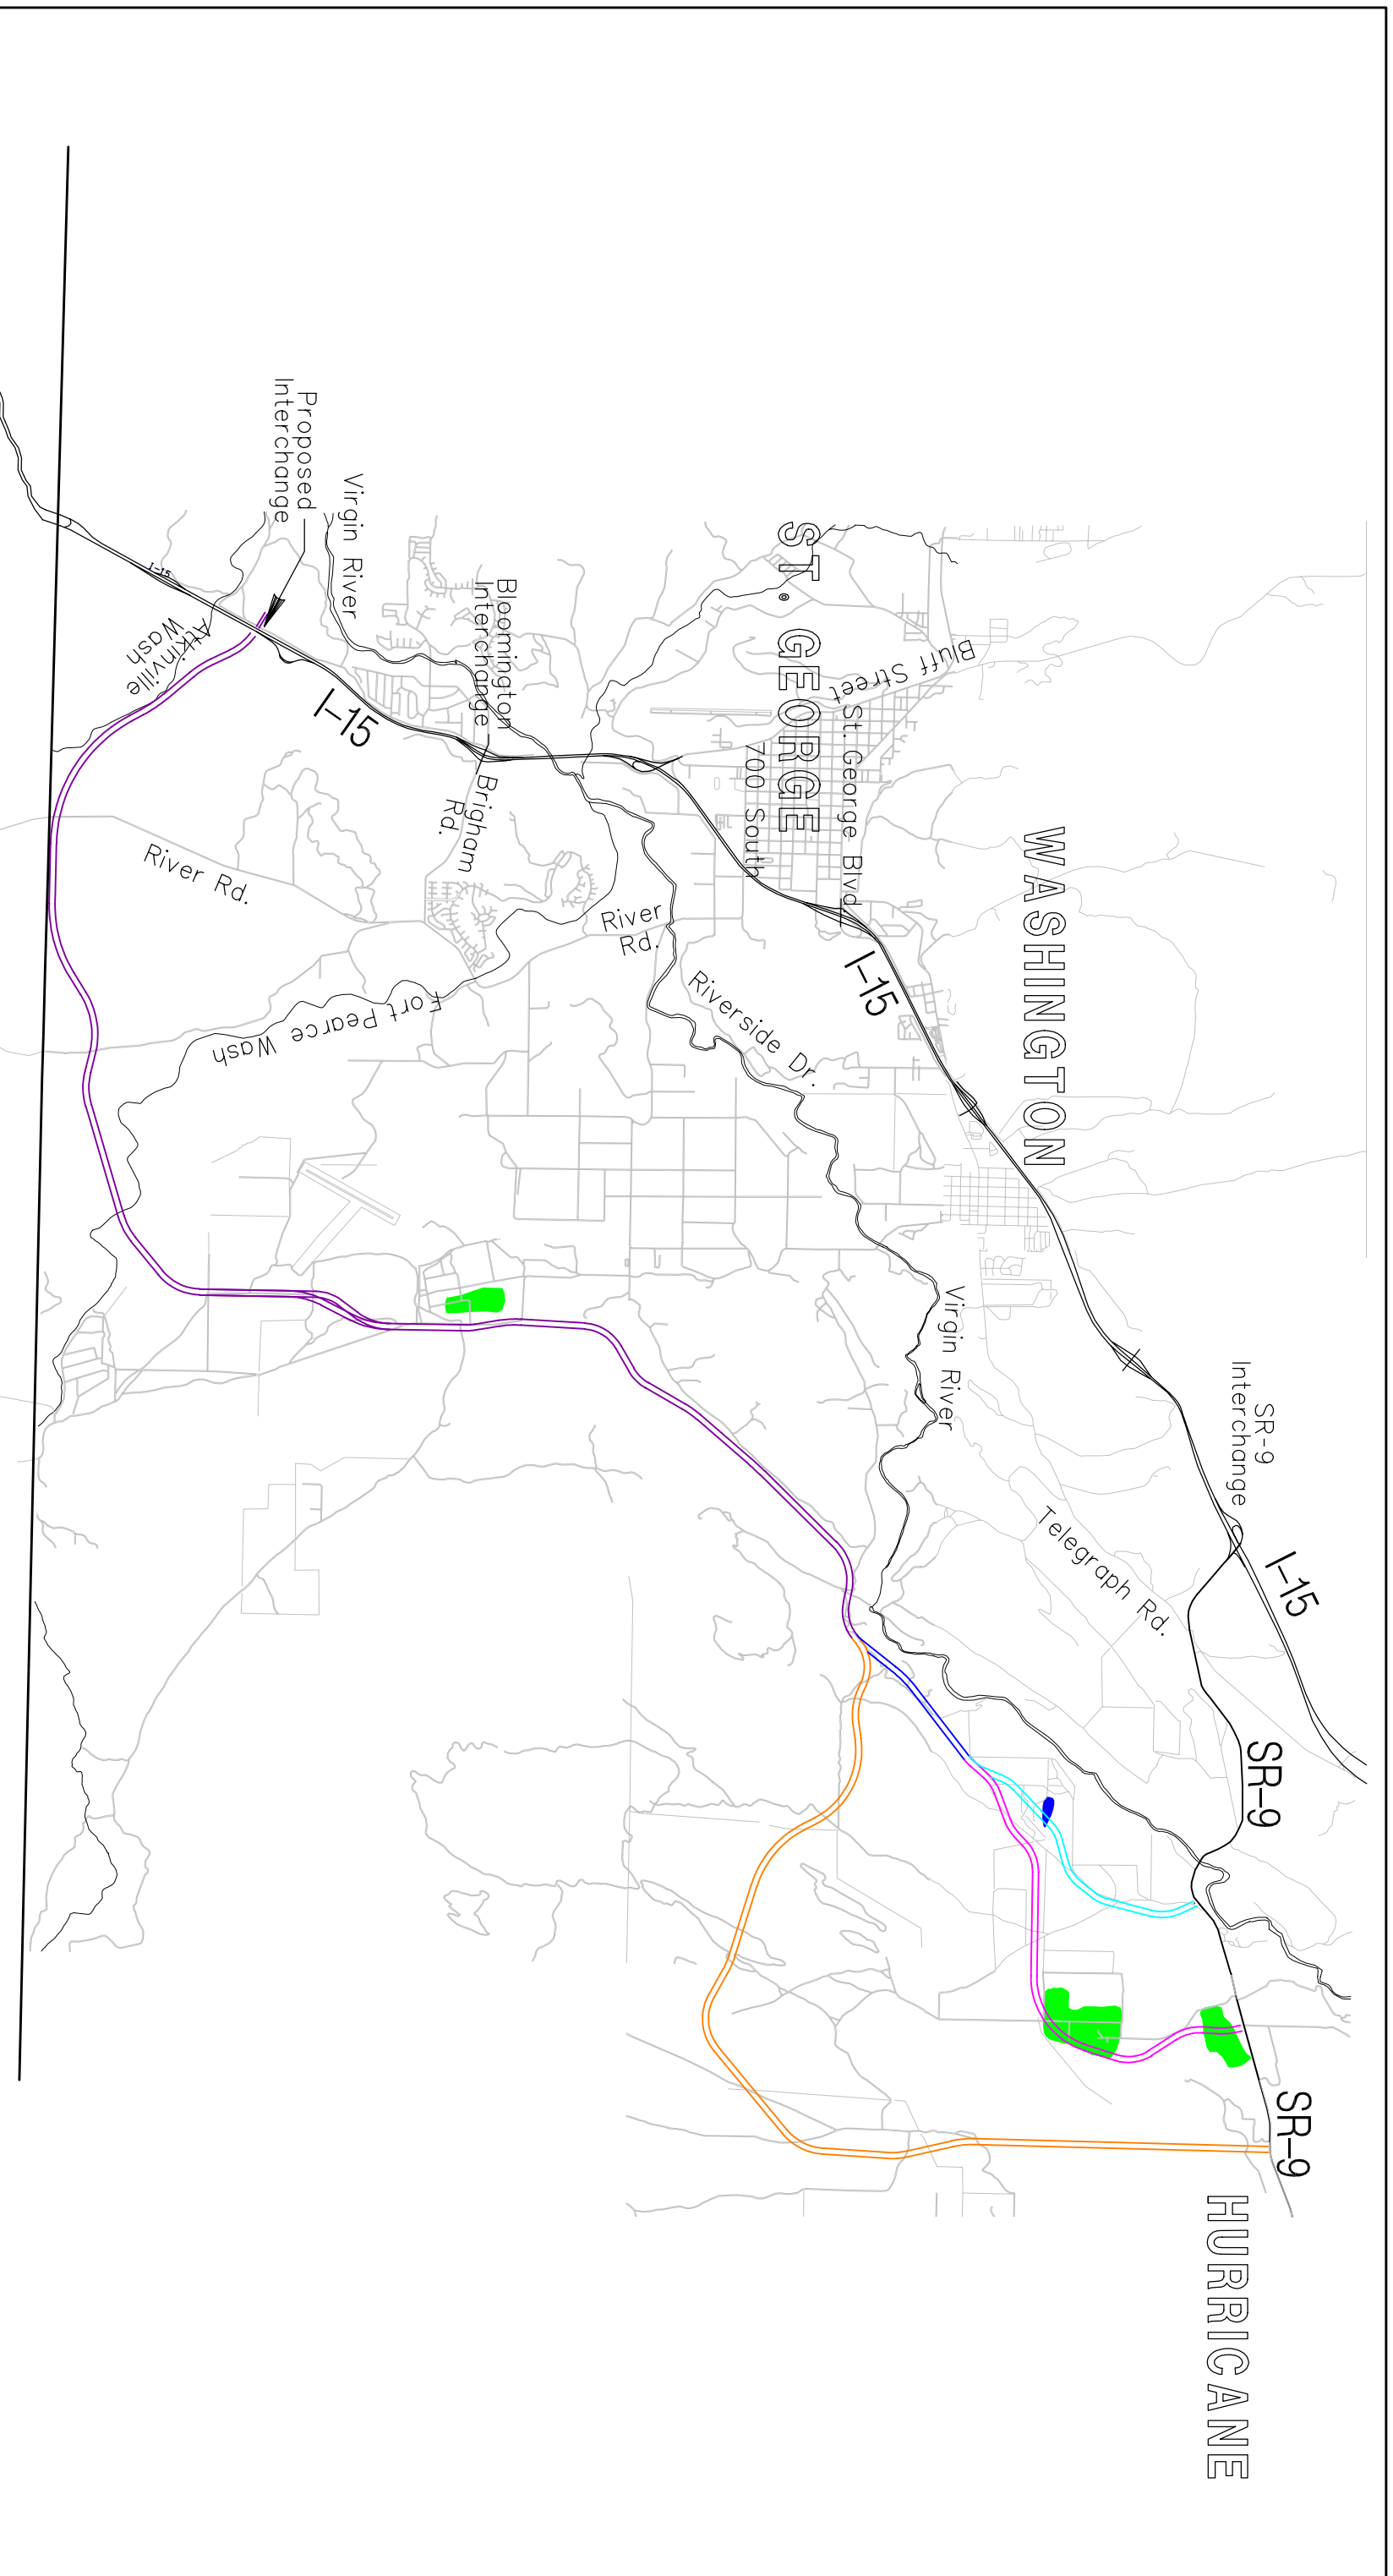 HURRICANE
SR-9
SR-9
I-15
SR-9
Interchange
Telegraph Rd.
WASHINGTON
Virgin River
I-15
St. George Blvd.
Bluff Street
ST. GEORGE
700 South
Riverside Dr.
River
Rd.
Bloomington
Interchange
Brigham
Rd.
Fort Pearce Wash
Virgin River
I-15
Proposed
Interchange
River Rd.
Atkinville
Wash
I-15